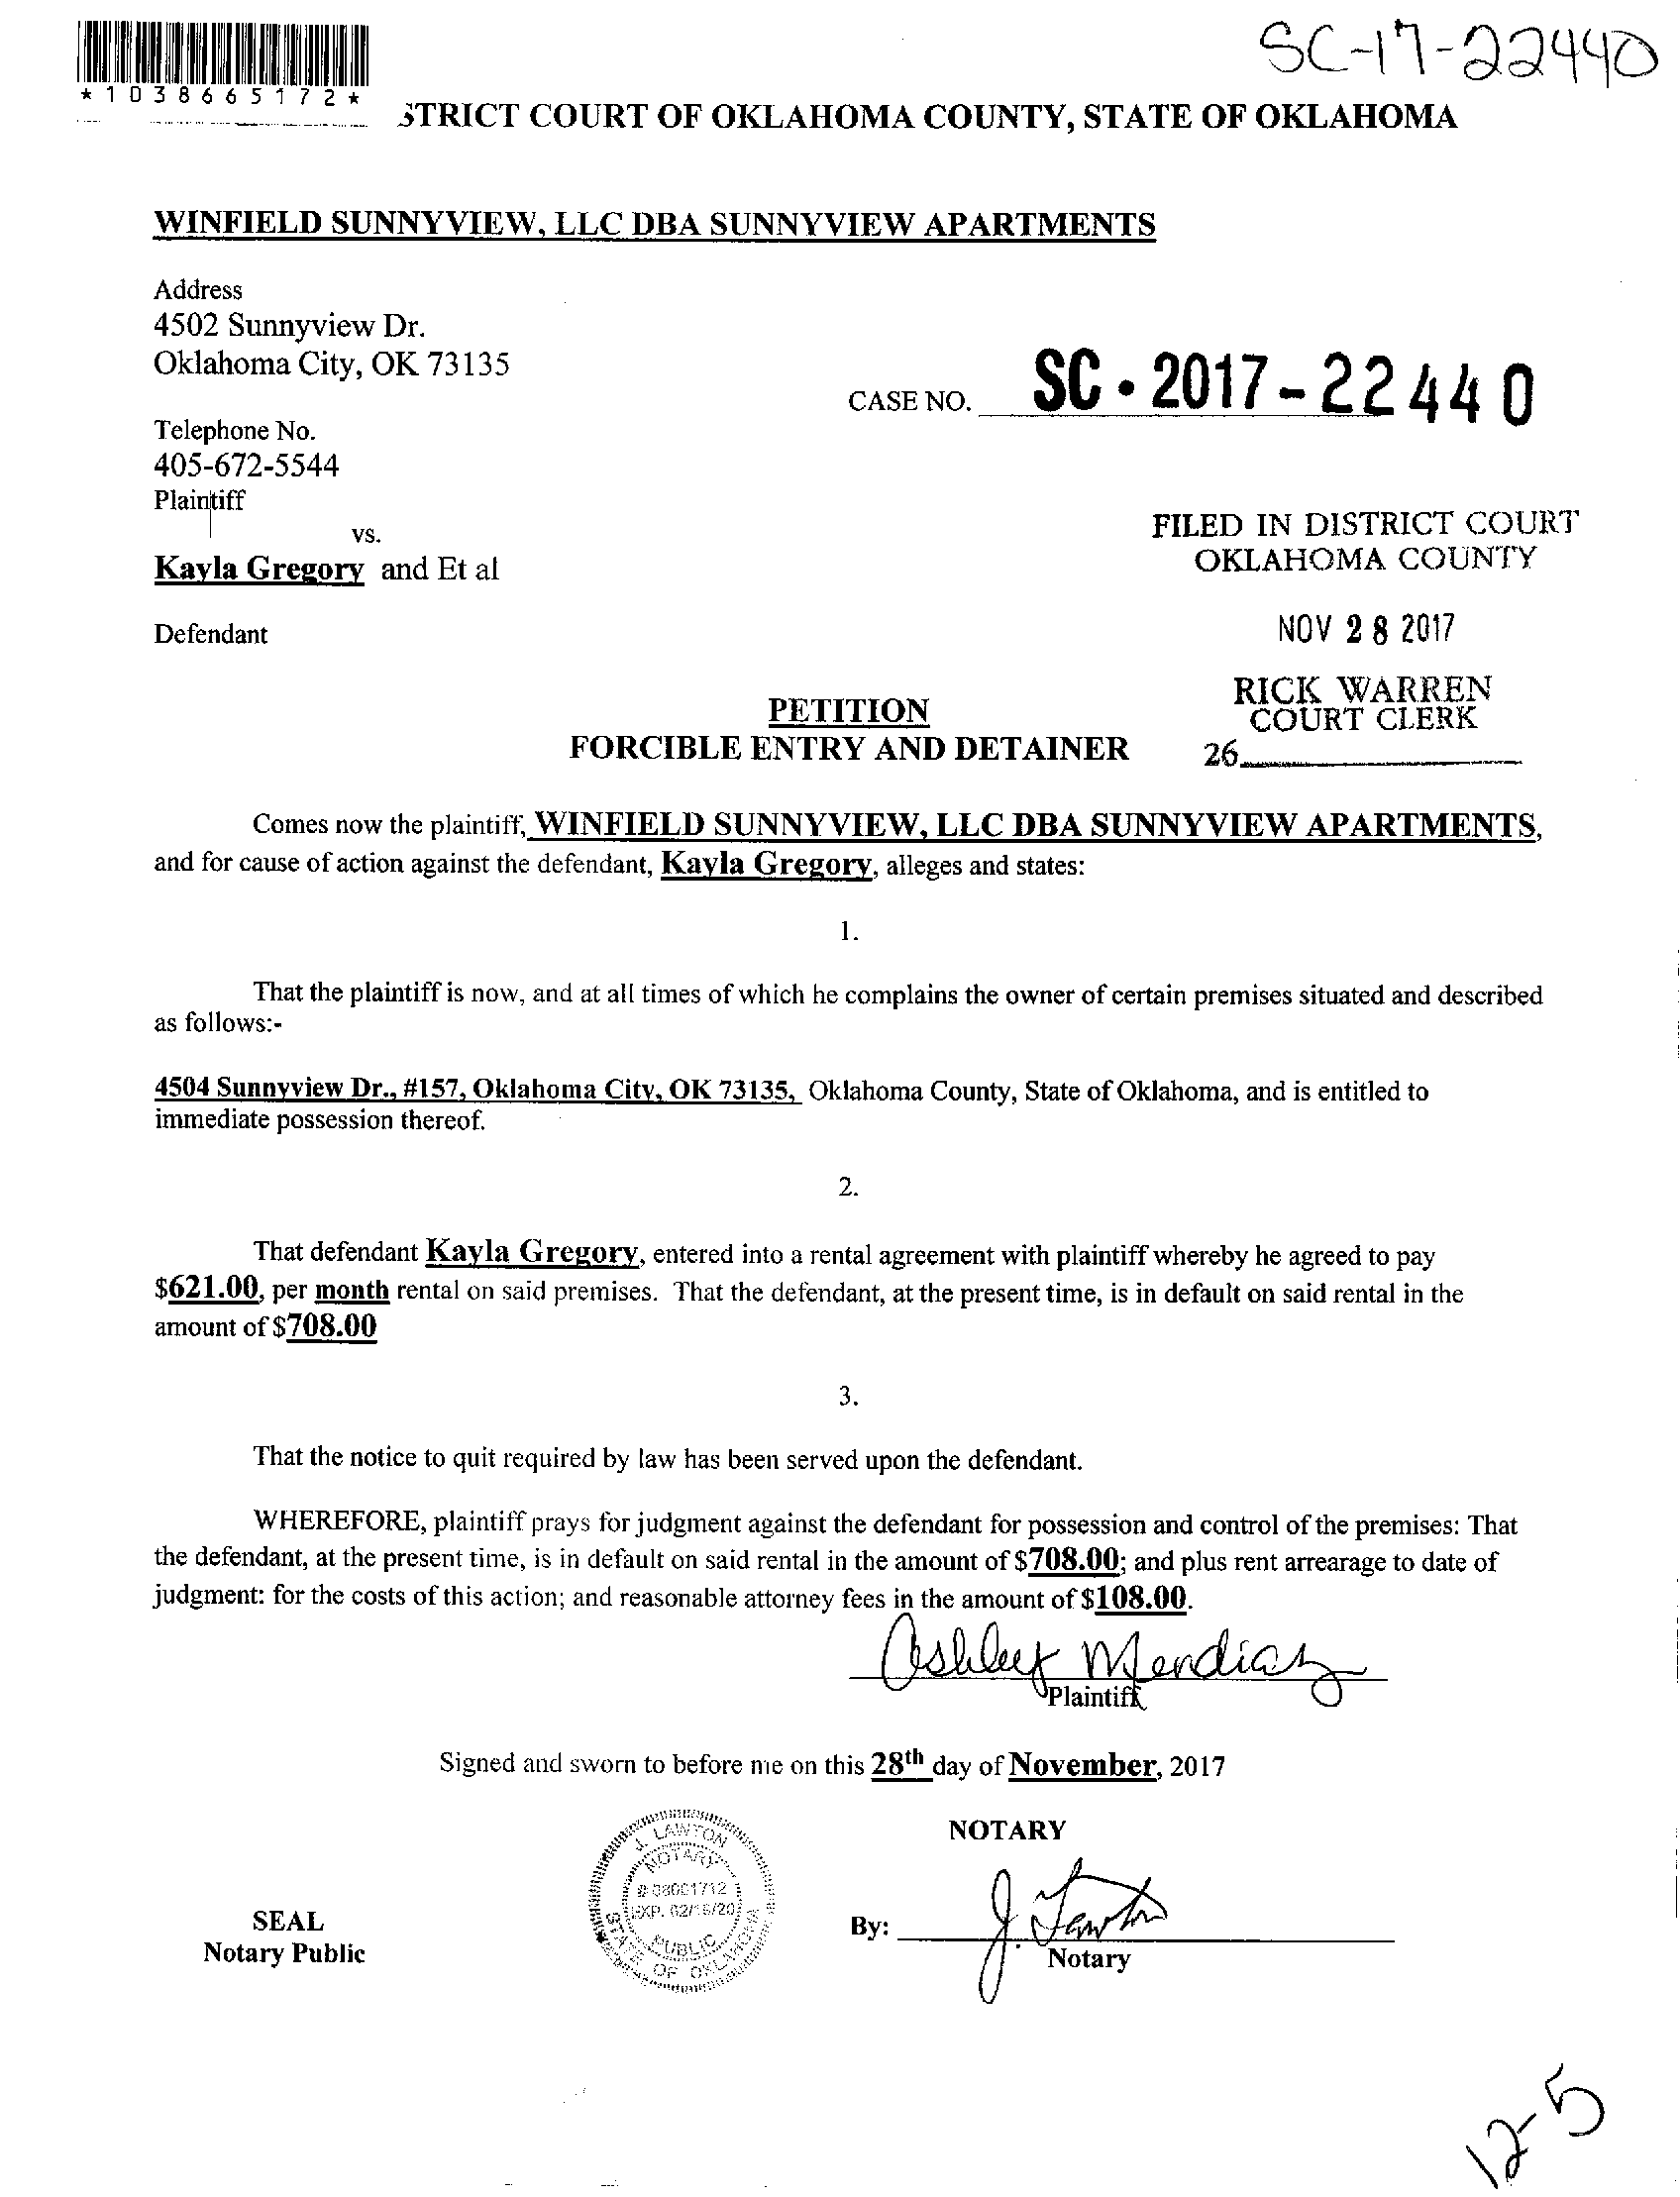 SC-17-22440
*1038665172*
STRICT COURT OF OKLAHOMA COUNTY, STATE OF OKLAHOMA
WINFIELD SUNNYVIEW, LLC DBA SUNNYVIEW APARTMENTS
Address
4502 Sunnyview Dr.
Oklahoma City, OK 73135
CASE NO. SC - 2017 - 22440
Telephone No.
405-672-5544
Plaintiff
vs.
Kayla Gregory and Et al
Defendant
FILED IN DISTRICT COURT
OKLAHOMA COUNTY
NOV 28 2017
RICK WARREN
COURT CLERK
26
PETITION
FORCIBLE ENTRY AND DETAINER
Comes now the plaintiff, WINFIELD SUNNYVIEW, LLC DBA SUNNYVIEW APARTMENTS,
and for cause of action against the defendant, Kayla Gregory, alleges and states:
1.
That the plaintiff is now, and at all times of which he complains the owner of certain premises situated and described
as follows:-
4504 Sunnyview Dr., #157, Oklahoma City, OK 73135, Oklahoma County, State of Oklahoma, and is entitled to
immediate possession thereof.
2.
That defendant Kayla Gregory, entered into a rental agreement with plaintiff whereby he agreed to pay
$621.00, per month rental on said premises. That the defendant, at the present time, is in default on said rental in the
amount of $708.00
3.
That the notice to quit required by law has been served upon the defendant.
WHEREFORE, plaintiff prays for judgment against the defendant for possession and control of the premises: That
the defendant, at the present time, is in default on said rental in the amount of $708.00; and plus rent arrearage to date of
judgment: for the costs of this action; and reasonable attorney fees in the amount of $108.00.
Ashley Mendiaz
Plaintiff
Signed and sworn to before me on this 28th day of November, 2017
NOTARY
J. LAWTON
NOTARY
# 08001712
EXP. 02/16/20
PUBLIC
STATE OF OKLAHOMA
SEAL
Notary Public
By: J. Lawton
Notary
12-5